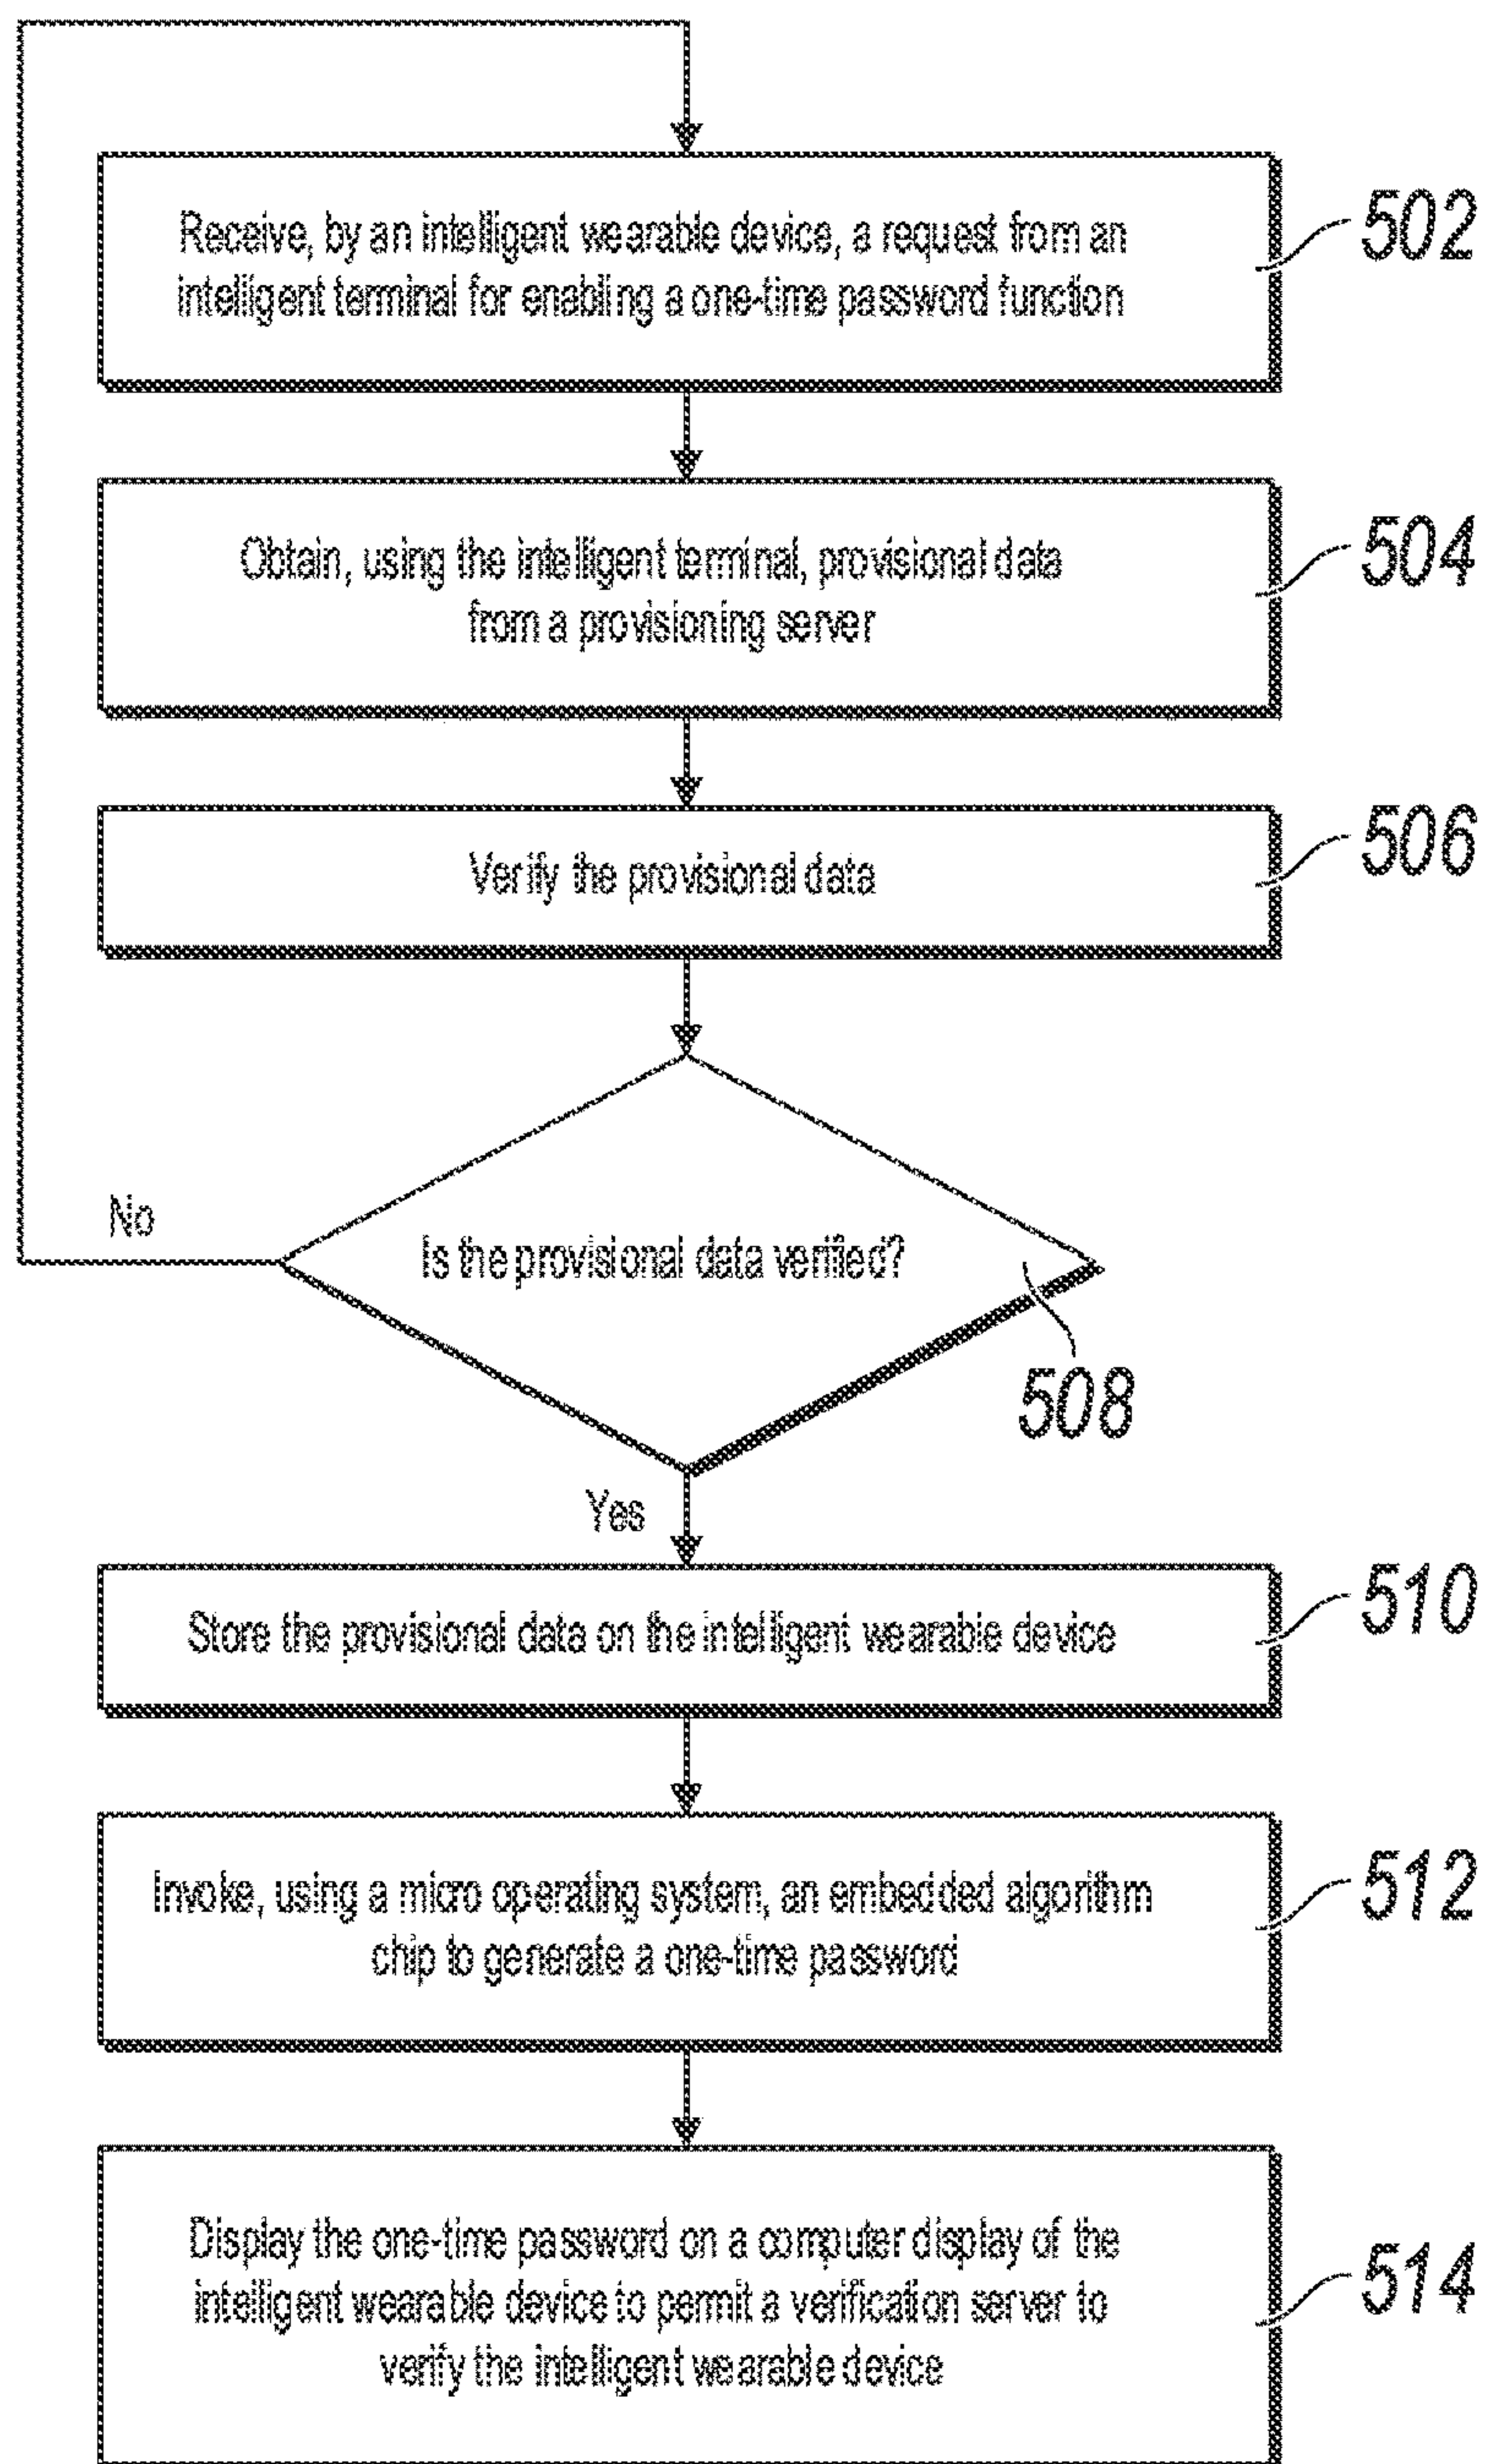 Receive, by an intelligent wearable device, a request from an
intelligent terminal for enabling a one-time password function
502
Obtain, using the intelligent terminal, provisional data
from a provisioning server
504
Verify the provisional data
506
No
Is the provisional data verified?
508
Yes
Store the provisional data on the intelligent wearable device
510
Invoke, using a micro operating system, an embedded algorithm
chip to generate a one-time password
512
Display the one-time password on a computer display of the
intelligent wearable device to permit a verification server to
verify the intelligent wearable device
514